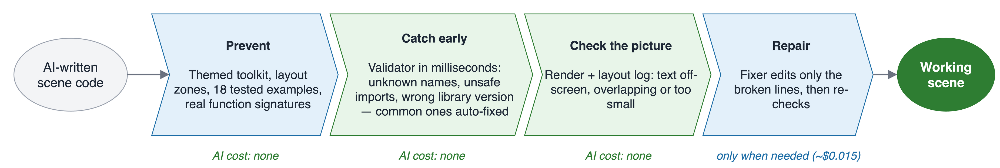 AI-written
scene code
Prevent
Themed toolkit, layout
zones, 18 tested examples,
real function signatures
AI cost: none
Catch early
Validator in milliseconds:
unknown names, unsafe
imports, wrong library version
— common ones auto-fixed
AI cost: none
Check the picture
Render + layout log: text off-
screen, overlapping or too
small
AI cost: none
Repair
Fixer edits only the
broken lines, then re-
checks
only when needed (~$0.015)
Working
scene